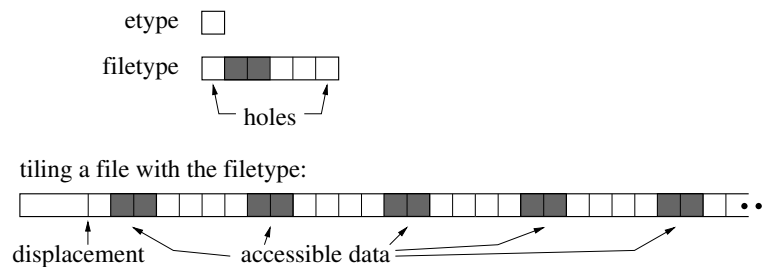 etype
filetype
holes
tiling a file with the filetype:
displacement
accessible data